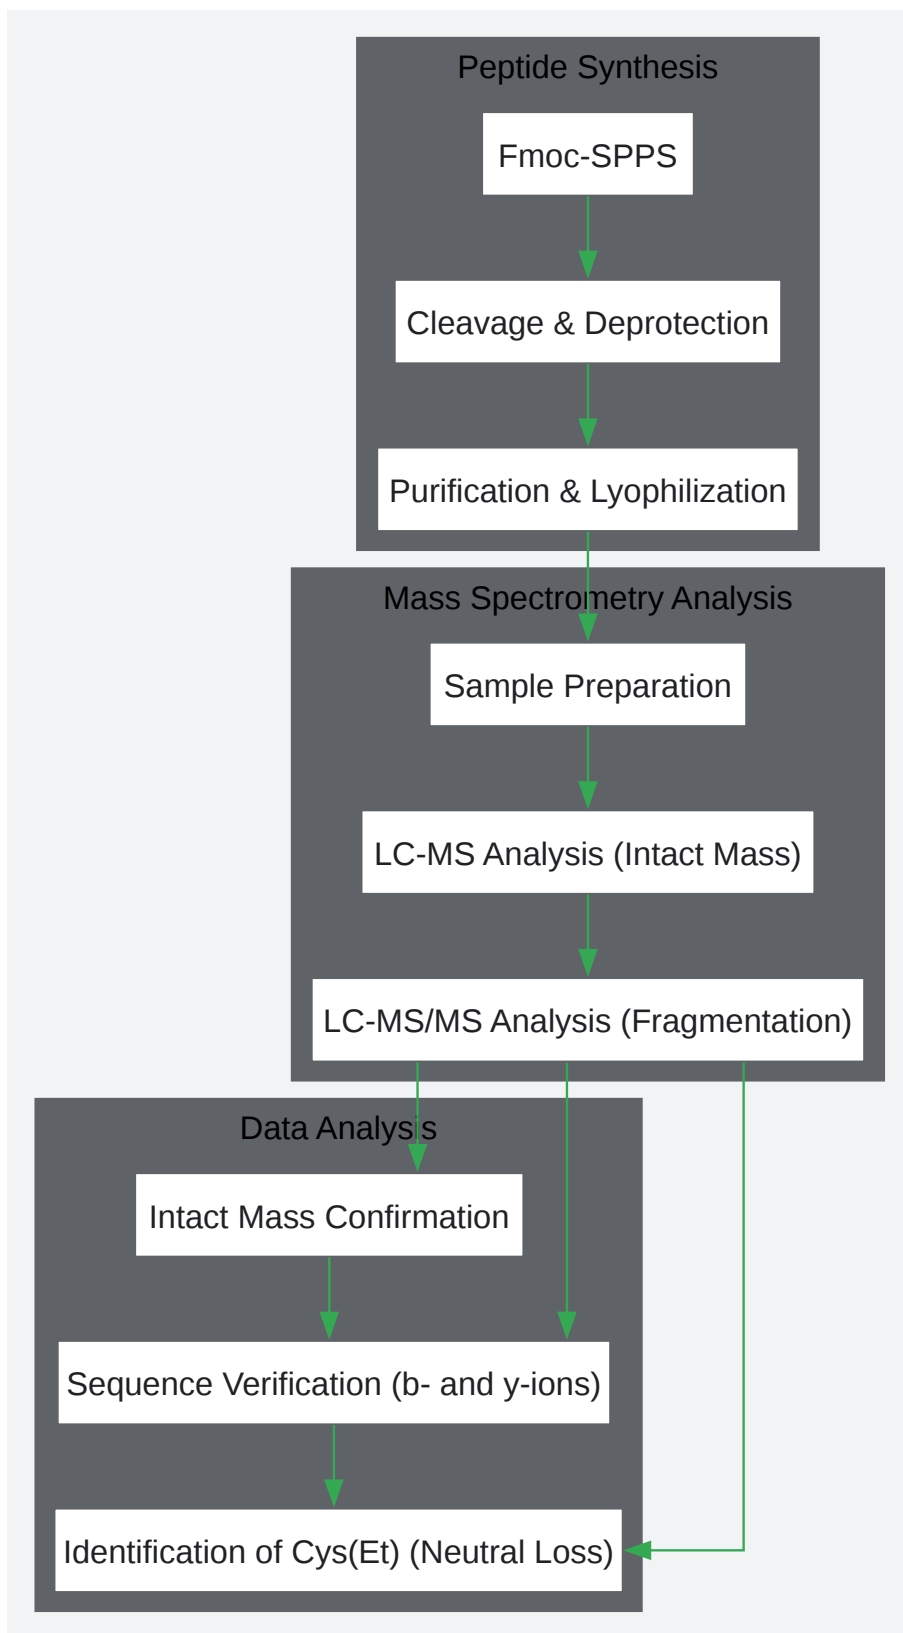 Peptide Synthesis
Fmoc-SPPS
Cleavage & Deprotection
Purification & Lyophilization
Mass Spectrometry Analysis
Sample Preparation
LC-MS Analysis (Intact Mass)
LC-MS/MS Analysis (Fragmentation)
Data Analysis
Intact Mass Confirmation
Sequence Verification (b- and y-ions)
Identification of Cys(Et) (Neutral Loss)